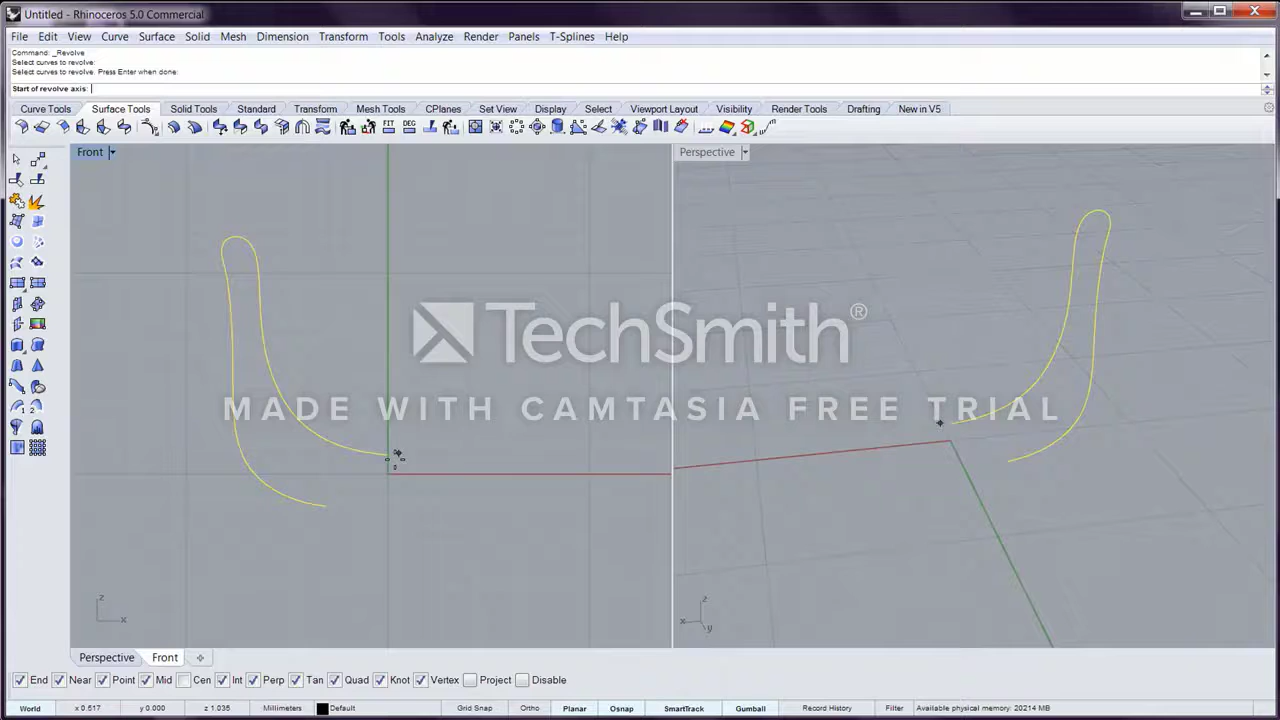 Untitled - Rhinoceros 5.0 Commercial
File Edit View Curve Surface Solid Mesh Dimension Transform Tools Analyze Render Panels T-Splines Help
Command: _Revolve
Select curves to revolve:
Select curves to revolve. Press Enter when done:
Start of revolve axis:
Curve Tools Surface Tools Solid Tools Standard Transform Mesh Tools CPlanes Set View Display Select Viewport Layout Visibility Render Tools Drafting New in V5
FIT DEG
Front Perspective
TechSmith®
MADE WITH CAMTASIA FREE TRIAL
z x z x y
Perspective Front
End Near Point Mid Cen Int Perp Tan Quad Knot Vertex Project Disable
World x 0.517 y 0.000 z 1.035 Millimeters Default Grid Snap Ortho Planar Osnap SmartTrack Gumball Record History Filter Available physical memory: 20214 MB